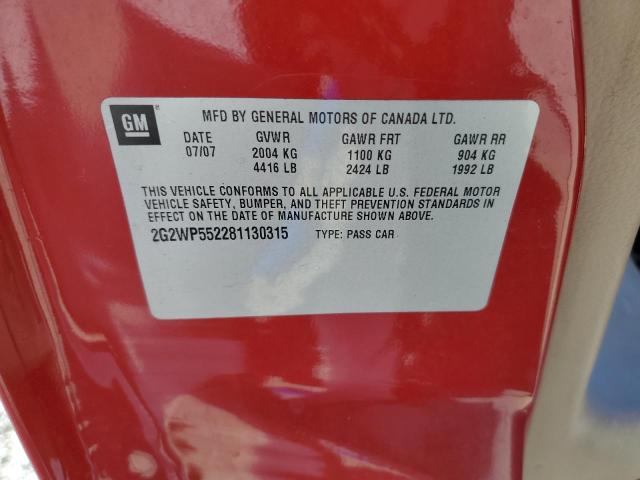 GM MFD BY GENERAL MOTORS OF CANADA LTD.
DATE GVWR GAWR FRT GAWR RR
07/07 2004 KG 1100 KG 904 KG
4416 LB 2424 LB 1992 LB
THIS VEHICLE CONFORMS TO ALL APPLICABLE U.S. FEDERAL MOTOR
VEHICLE SAFETY, BUMPER, AND THEFT PREVENTION STANDARDS IN
EFFECT ON THE DATE OF MANUFACTURE SHOWN ABOVE.
2G2WP552281130315 TYPE: PASS CAR